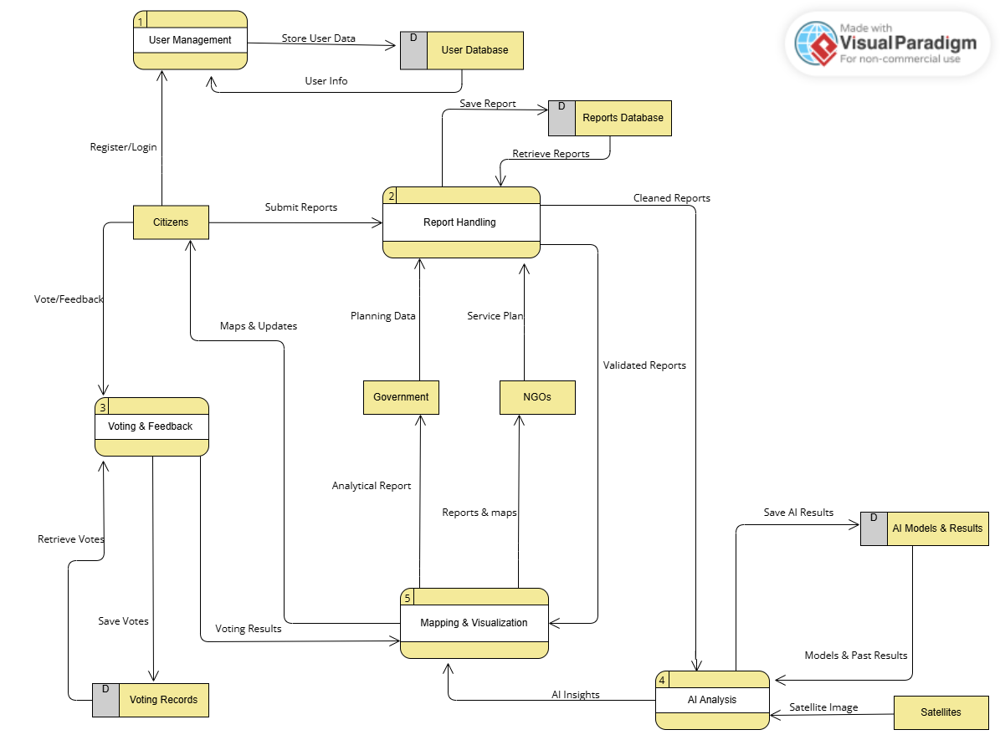 1
User Management
Store User Data
D
User Database
User Info
Made with
Visual Paradigm
For non-commercial use
Save Report
D
Reports Database
Retrieve Reports
Register/Login
2
Report Handling
Cleaned Reports
Citizens
Submit Reports
Vote/Feedback
Maps & Updates
Planning Data
Service Plan
Validated Reports
Government
NGOs
3
Voting & Feedback
Analytical Report
Reports & maps
Retrieve Votes
Save AI Results
D
AI Models & Results
5
Mapping & Visualization
Save Votes
Voting Results
Models & Past Results
4
AI Analysis
AI Insights
D
Voting Records
Satellite Image
Satellites